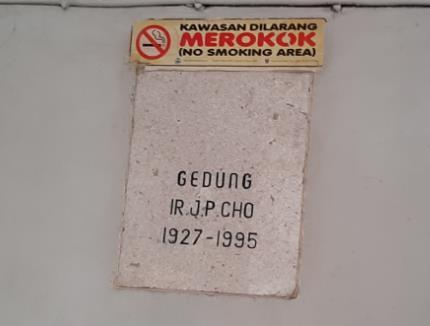 KAWASAN DILARANG
MEROKOK
(NO SMOKING AREA)
GEDUNG
IR.J.P.CHO
1927-1995